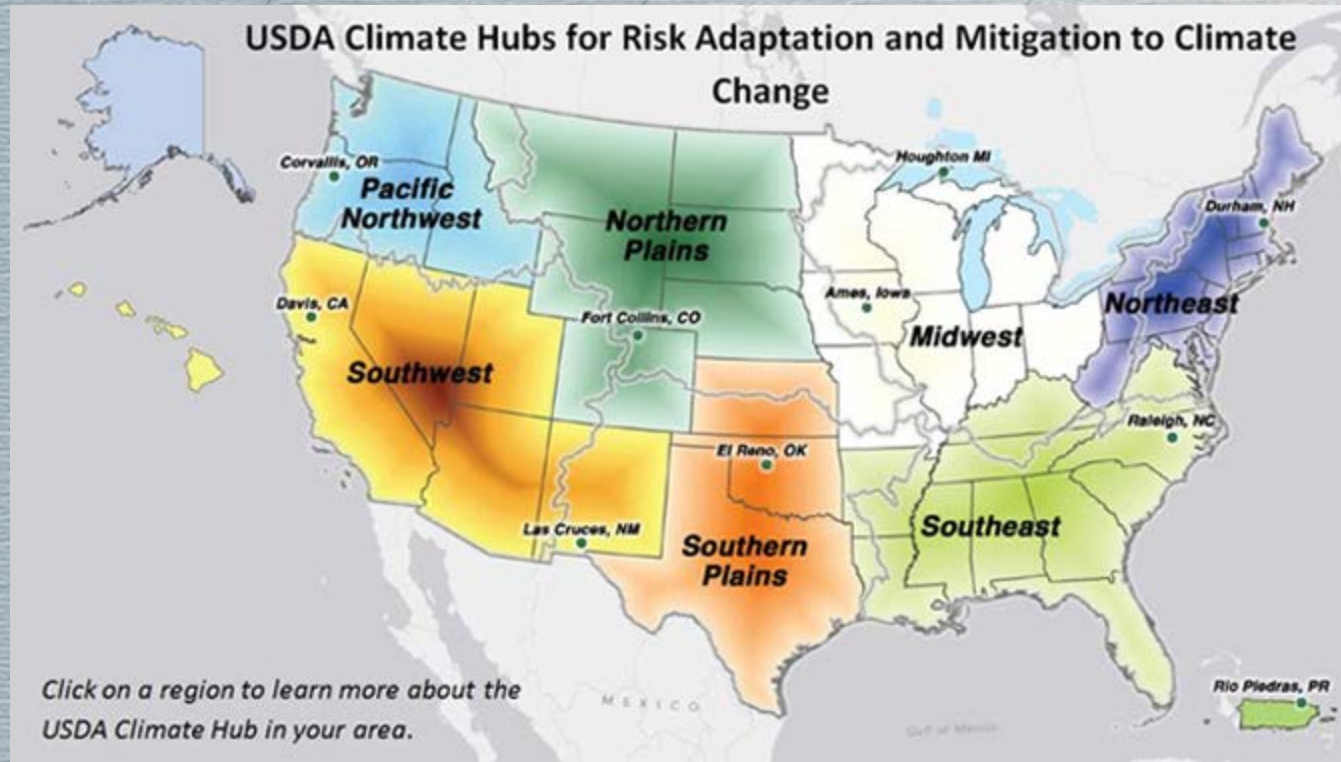 USDA Climate Hubs for Risk Adaptation and Mitigation to Climate
Change
Corvallis, OR
Pacific
Northwest
Northern
Plains
Houghton MI
Durham, NH
Davis, CA
Fort Collins, CO
Ames, Iowa
Northeast
Southwest
Midwest
El Reno, OK
Raleigh, NC
Las Cruces, NM
Southern
Plains
Southeast
Click on a region to learn more about the
USDA Climate Hub in your area.
MEXICO
Gulf of Mexico
Rio Piedras, PR